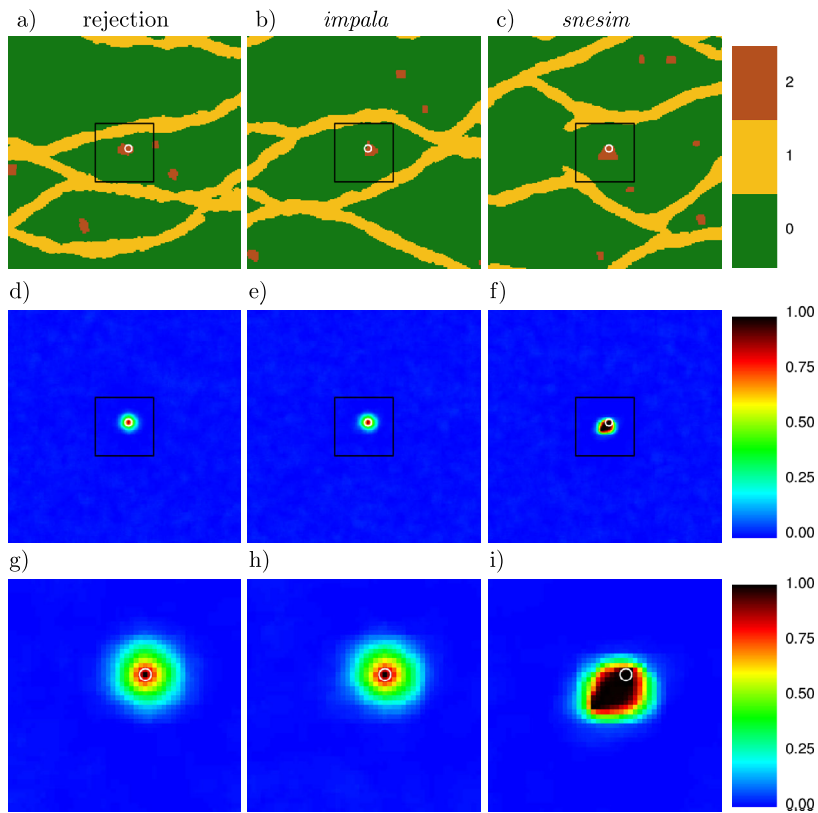 a) rejection
b) impala
c) snesim
2
1
0
d)
e)
f)
1.00
0.75
0.50
0.25
0.00
g)
h)
i)
1.00
0.75
0.50
0.25
0.00